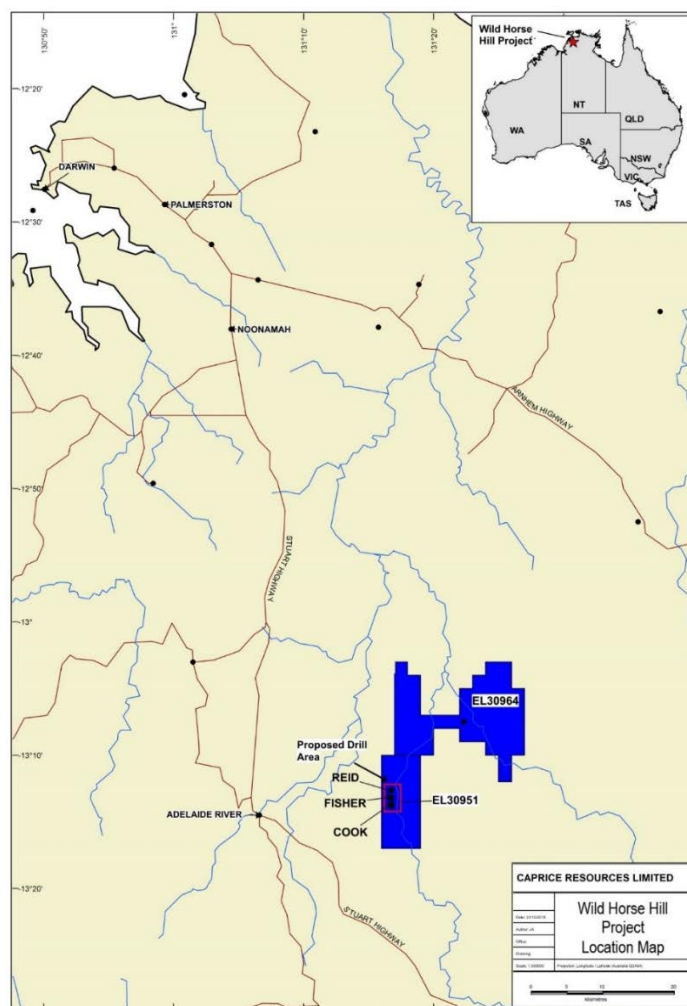 130°50'
131°
131°10'
131°20'
Wild Horse
Hill Project
NT
QLD
WA
SA
NSW
VIC
TAS
-12°20'
DARWIN
PALMERSTON
-12°30'
NOONAMAH
-12°40'
ARNHEM HIGHWAY
-12°50'
STUART HIGHWAY
-13°
EL30964
-13°10'
Proposed Drill
Area
REID
FISHER
EL30951
COOK
ADELAIDE RIVER
-13°20'
STUART HIGHWAY
CAPRICE RESOURCES LIMITED
Wild Horse Hill
Project
Location Map
0 5 10 20
kilometres